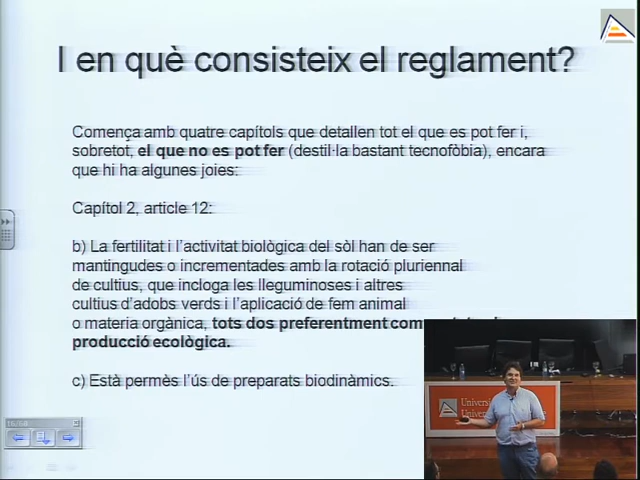 I en què consisteix el reglament?
Comença amb quatre capítols que detallen tot el que es pot fer i,
sobretot, el que no es pot fer (destil·la bastant tecnofòbia), encara
que hi ha algunes joies:
Capítol 2, article 12:
b) La fertilitat i l'activitat biològica del sòl han de ser
mantingudes o incrementades amb la rotació pluriennal
de cultius, que incloga les lleguminoses i altres
cultius d'adobs verds i l'aplicació de fem animal
o materia orgànica, tots dos preferentment
producció ecològica.
c) Està permès l'ús de preparats biodinàmics.